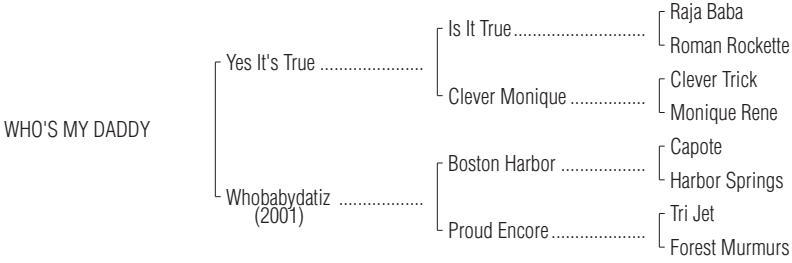 Raja Baba
Is It True............................
Roman Rockette
Yes It's True ......................
Clever Trick
Clever Monique ................
Monique Rene
WHO'S MY DADDY
Capote
Boston Harbor ..................
Harbor Springs
Whobabydatiz ..................
(2001)
Tri Jet
Proud Encore....................
Forest Murmurs